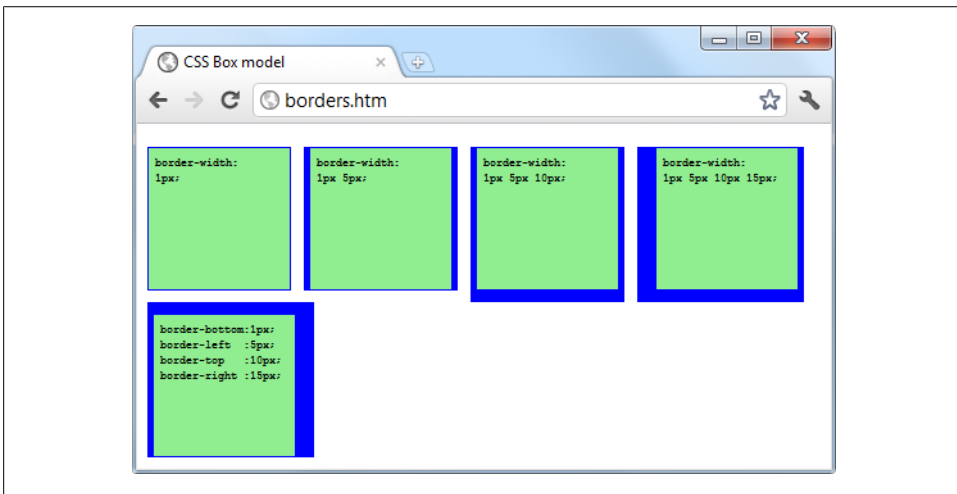 CSS Box model
borders.htm
border-width:
1px;
border-width:
1px 5px;
border-width:
1px 5px 10px;
border-width:
1px 5px 10px 15px;
border-bottom:1px;
border-left  :5px;
border-top   :10px;
border-right :15px;